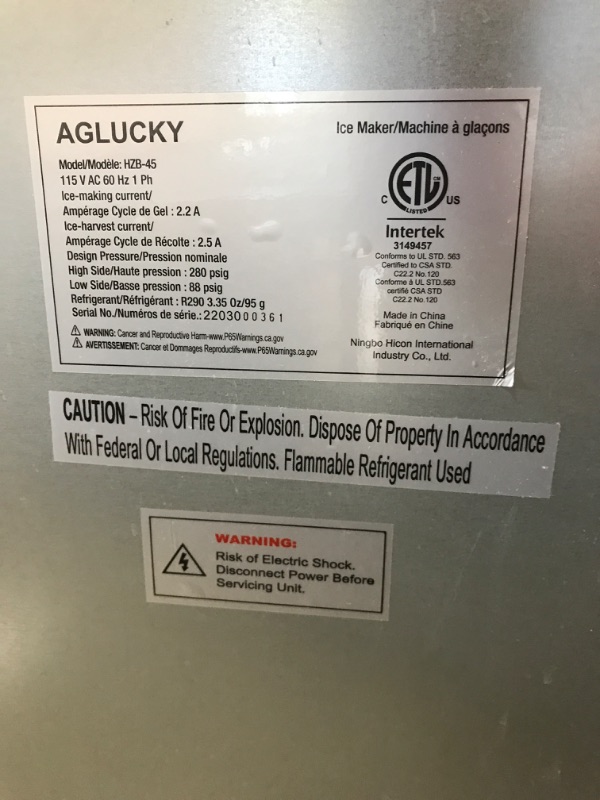 AGLUCKY
Model/Modèle: HZB-45
115 V AC 60 Hz 1 Ph
Ice-making current/
Ampérage Cycle de Gel : 2.2 A
Ice-harvest current/
Ampérage Cycle de Récolte : 2.5 A
Design Pressure/Pression nominale
High Side/Haute pression : 280 psig
Low Side/Basse pression : 88 psig
Refrigerant/Réfrigérant : R290 3.35 Oz/95 g
Serial No./Numéros de série.: 2203000361
WARNING: Cancer and Reproductive Harm-www.P65Warnings.ca.gov
AVERTISSEMENT: Cancer et Dommages Reproductifs-www.P65Warnings.ca.gov
Ice Maker/Machine à glaçons
C ETL CM US
LISTED
Intertek
3149457
Conforms to UL STD. 563
Certified to CSA STD
C22.2 No.120
Conforme à UL STD.563
certifié CSA STD
C22.2 No.120
Made in China
Fabriqué en Chine
Ningbo Hicon International
Industry Co., Ltd.
CAUTION – Risk Of Fire Or Explosion. Dispose Of Property In Accordance
With Federal Or Local Regulations. Flammable Refrigerant Used
WARNING:
Risk of Electric Shock.
Disconnect Power Before
Servicing Unit.